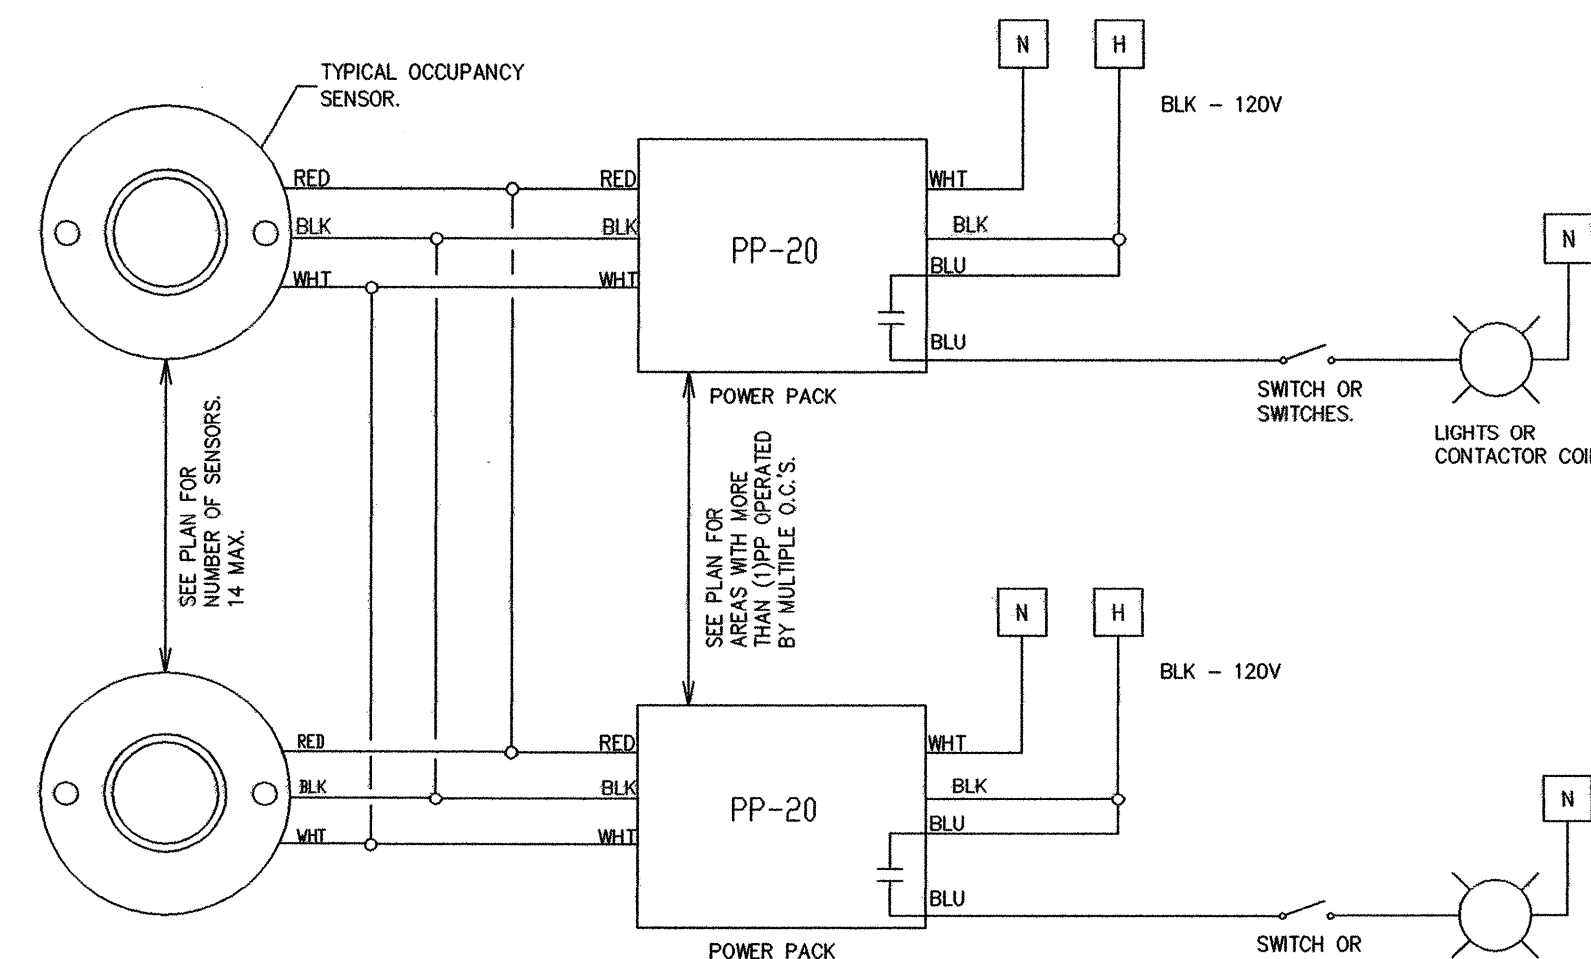 N
H
TYPICAL OCCUPANCY
SENSOR.
BLK - 120V
RED
RED
WHT
BLK
BLK
BLK
PP-20
N
BLU
WHT
WHT
BLU
SWITCH OR
SWITCHES.
POWER PACK
LIGHTS OR
SEE PLAN FOR
NUMBER OF SENSORS.
14 MAX.
SEE PLAN FOR
AREAS WITH MORE
THAN (1)PP OPERATED
BY MULTIPLE O.C.'S.
CONTACTOR COI
N
H
BLK - 120V
RED
RED
WHT
BLK
BLK
BLK
PP-20
N
BLU
WHT
WHT
BLU
SWITCH OR
POWER PACK